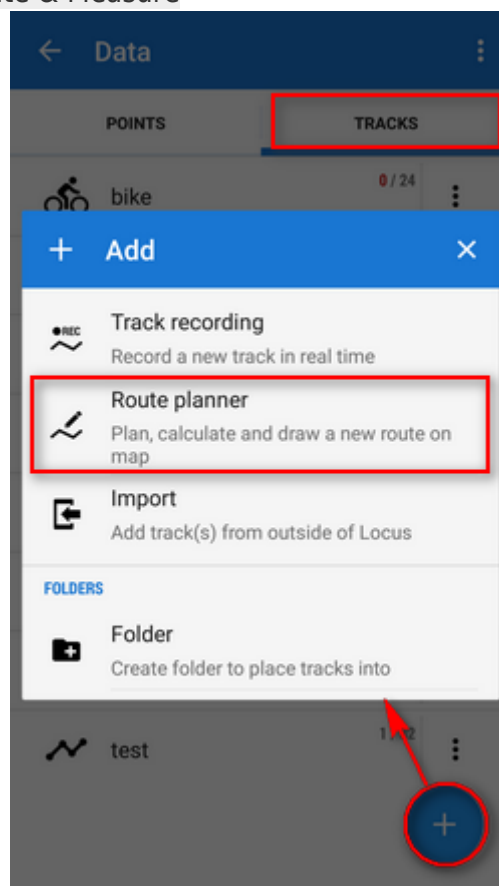 Data
POINTS
TRACKS
bike
0 / 24
Add
REC
Track recording
Record a new track in real time
Route planner
Plan, calculate and draw a new route on
map
Import
Add track(s) from outside of Locus
FOLDERS
Folder
Create folder to place tracks into
test